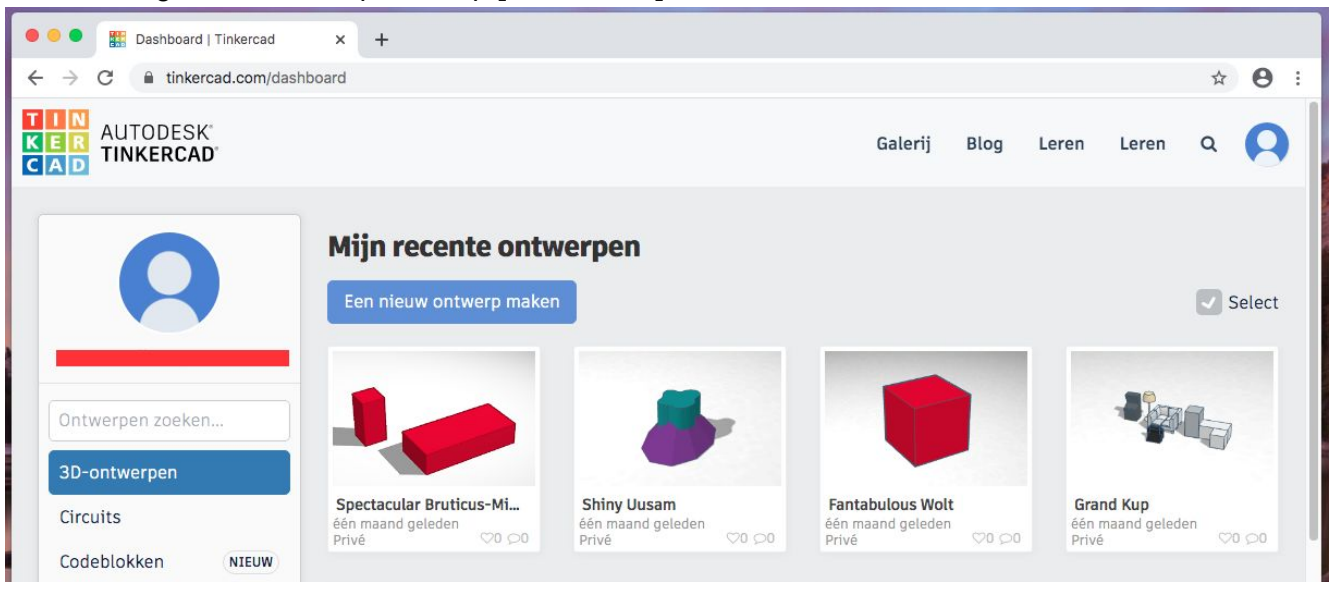 Dashboard | Tinkercad
tinkercad.com/dashboard
TIN
KER
CAD
AUTODESK®
TINKERCAD®
Galerij Blog Leren Leren
Mijn recente ontwerpen
Een nieuw ontwerp maken
Select
Ontwerpen zoeken...
3D-ontwerpen
Circuits
Codeblokken NIEUW
Spectacular Bruticus-Mi...
één maand geleden
Privé 0 0
Shiny Uusam
één maand geleden
Privé 0 0
Fantabulous Wolt
één maand geleden
Privé 0 0
Grand Kup
één maand geleden
Privé 0 0